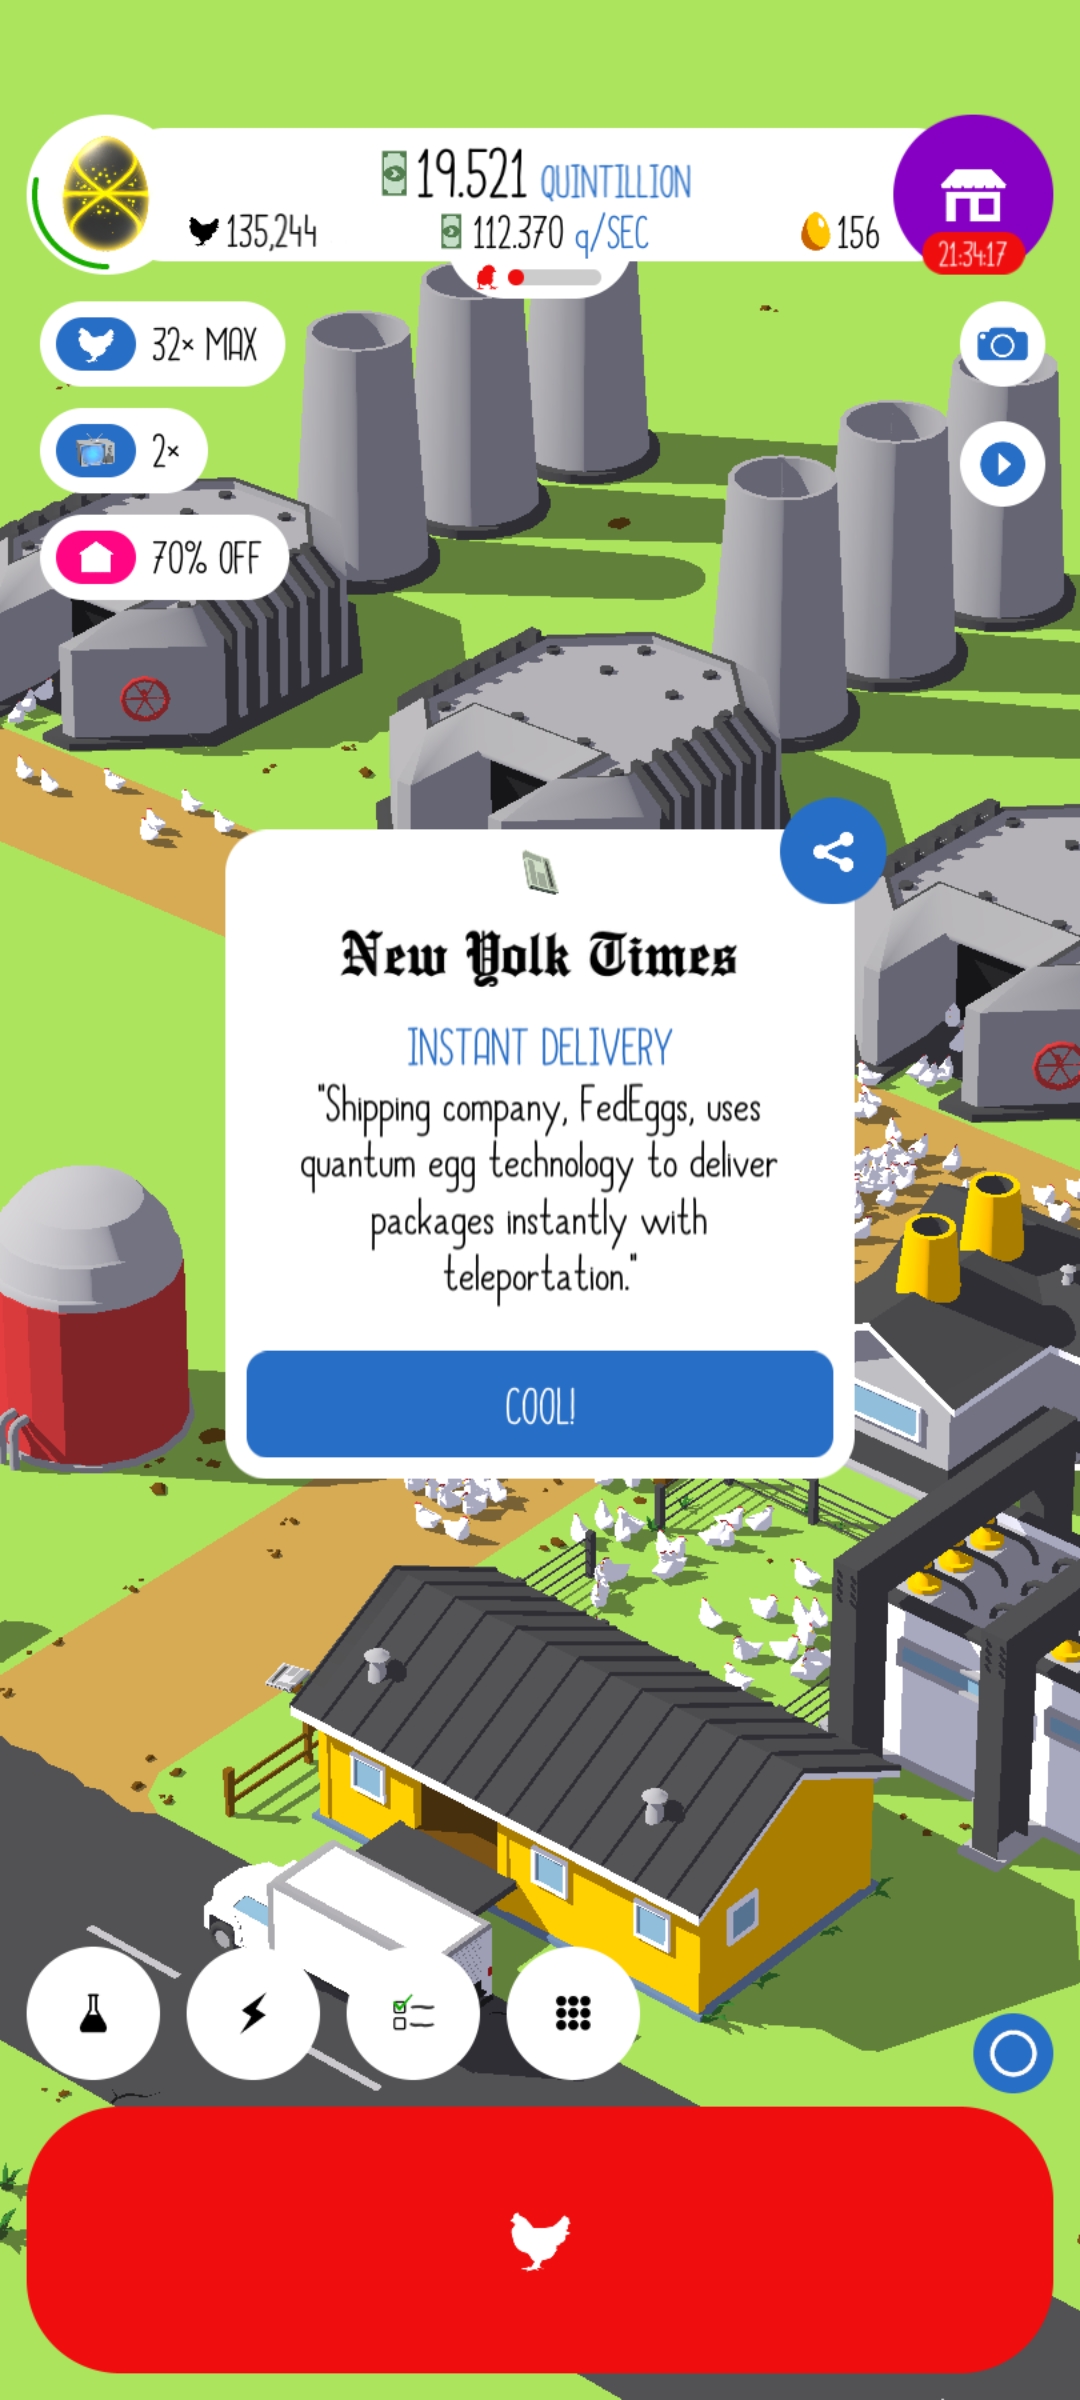 19.521 QUINTILLION
135,244
112.370 q/SEC
156
21:34:17
32× MAX
2×
70% OFF
New Yolk Times
INSTANT DELIVERY
"Shipping company, FedEggs, uses
quantum egg technology to deliver
packages instantly with
teleportation."
COOL!